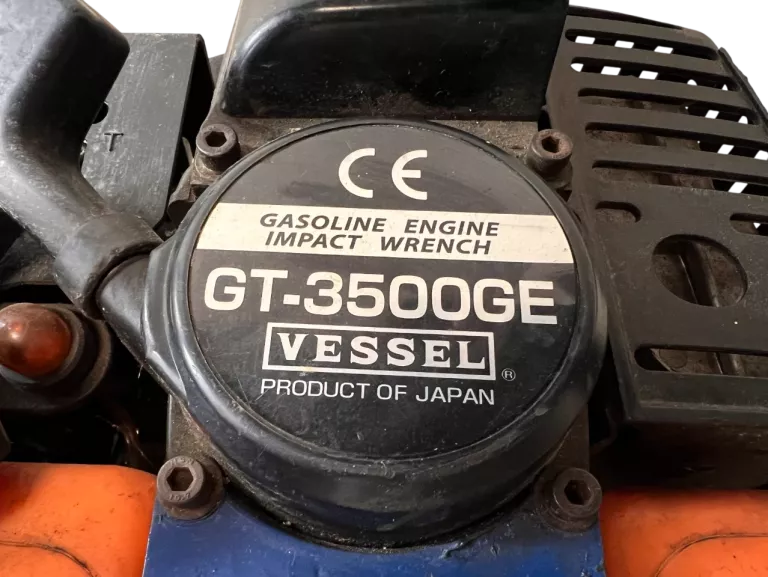 CE
GASOLINE ENGINE
IMPACT WRENCH
GT-3500GE
VESSEL ®
PRODUCT OF JAPAN